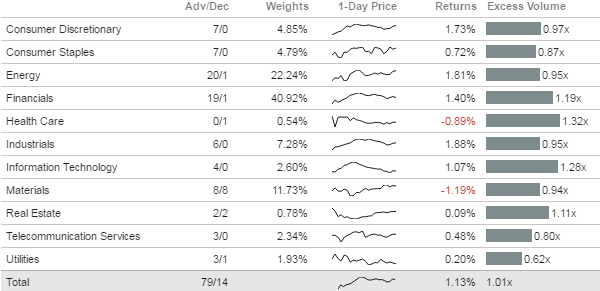 Adv/Dec Weights 1-Day Price Returns Excess Volume
Consumer Discretionary 7/0 4.85% 1.73% 0.97x
Consumer Staples 7/0 4.79% 0.72% 0.87x
Energy 20/1 22.24% 1.81% 0.95x
Financials 19/1 40.92% 1.40% 1.19x
Health Care 0/1 0.54% -0.89% 1.32x
Industrials 6/0 7.28% 1.88% 0.95x
Information Technology 4/0 2.60% 1.07% 1.28x
Materials 8/8 11.73% -1.19% 0.94x
Real Estate 2/2 0.78% 0.09% 1.11x
Telecommunication Services 3/0 2.34% 0.48% 0.80x
Utilities 3/1 1.93% 0.20% 0.62x
Total 79/14 1.13% 1.01x